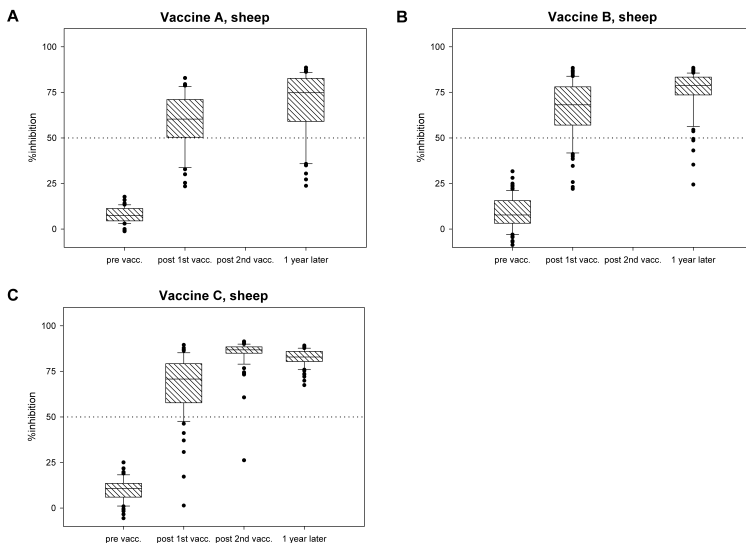 A
Vaccine A, sheep
100
75
50
25
0
%inhibition
pre vacc. post 1st vacc. post 2nd vacc. 1 year later
B
Vaccine B, sheep
100
75
50
25
0
%inhibition
pre vacc. post 1st vacc. post 2nd vacc. 1 year later
C
Vaccine C, sheep
100
75
50
25
0
%inhibition
pre vacc. post 1st vacc. post 2nd vacc. 1 year later